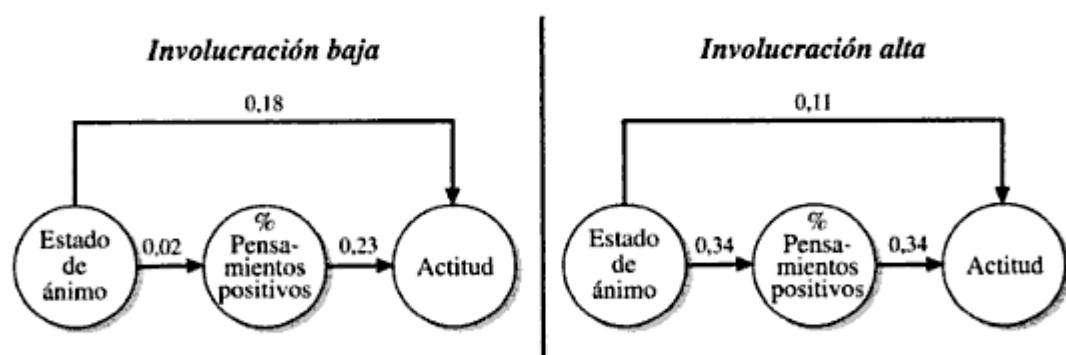 Involucración baja
0,18
Estado
de
ánimo
0,02
%
Pensa-
mientos
positivos
0,23
Actitud
Involucración alta
0,11
Estado
de
ánimo
0,34
%
Pensa-
mientos
positivos
0,34
Actitud